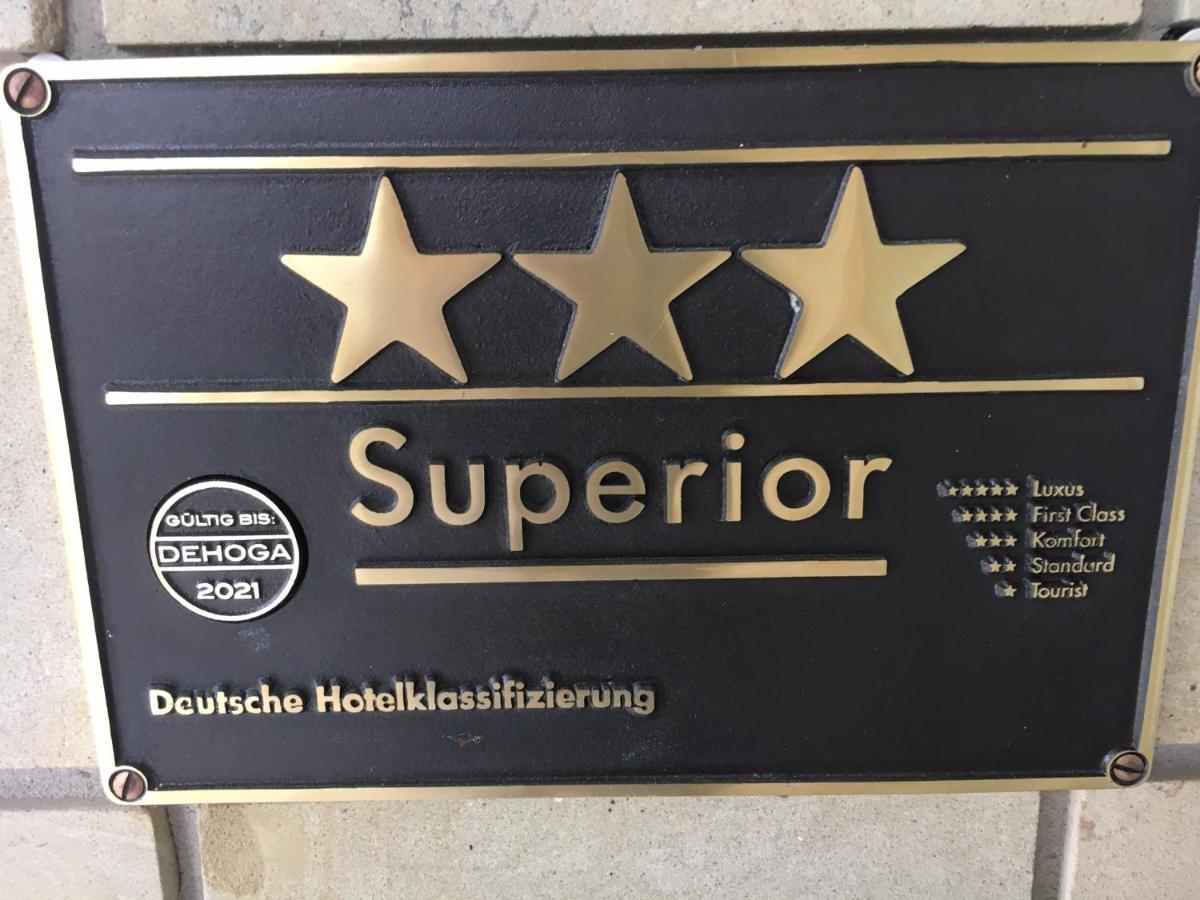 Superior
GÜLTIG BIS:
DEHOGA
2021
Luxus
First Class
Komfort
Standard
Tourist
Deutsche Hotelklassifizierung